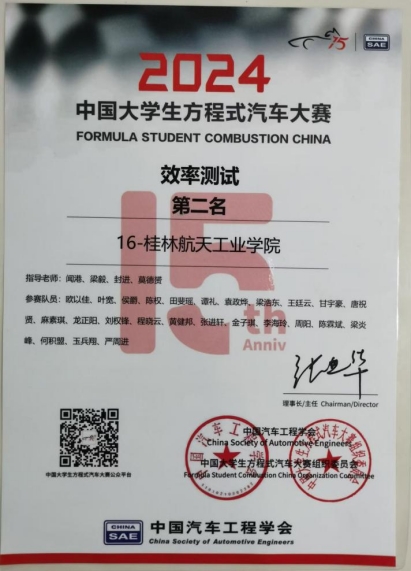 15
CHINA
SAE
2024
中国大学生方程式汽车大赛
FORMULA STUDENT COMBUSTION CHINA
效率测试
第二名
16-桂林航天工业学院
15th
Anniv
指导老师：闻港、梁毅、封进、莫德赟
参赛队员：欧以佳、叶宽、侯爵、陈权、田斐瑶、谭礼、袁政烨、梁浩东、王廷云、甘宇豪、唐祝
贤、麻素琪、龙正阳、刘权锋、程晓云、黄健邦、张进轩、金子祺、李海玲、周阳、陈霖斌、梁炎
峰、何积盟、玉兵翔、严周进
理事长/主任 Chairman/Director
中国汽车工程学会
China Society of Automotive Engineers
中国大学生方程式汽车大赛组织委员会
Formula Student Combustion China Organization Committee
中国大学生方程式汽车大赛公众平台
CHINA
SAE
中国汽车工程学会
China Society of Automotive Engineers